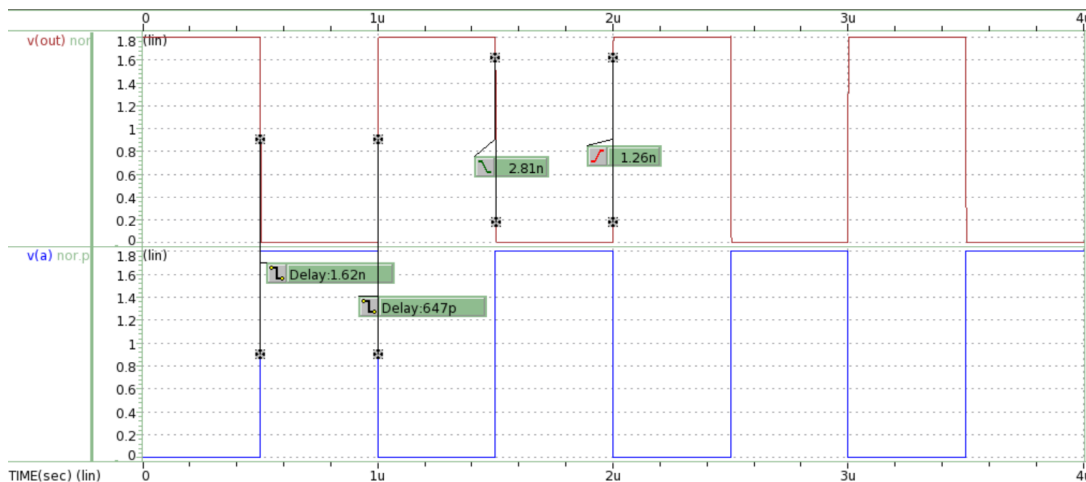 0 1u 2u 3u 4
v(out) nor
(lin)
1.8
1.6
1.4
1.2
1
0.8
0.6
0.4
0.2
0
2.81n
1.26n
v(a) nor.p
(lin)
1.8
1.6
1.4
1.2
1
0.8
0.6
0.4
0.2
0
Delay:1.62n
Delay:647p
TIME(sec) (lin)
0 1u 2u 3u 4